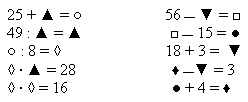 25 + ▲ = ○
49 : ▲ = ▲
○ : 8 = ◊
◊ · ▲ = 28
◊ · ◊ = 16
56 — ▼ = □
□ — 15 = ●
18 + 3 = ▼
♦ — ▼ = 3
● + 4 = ♦